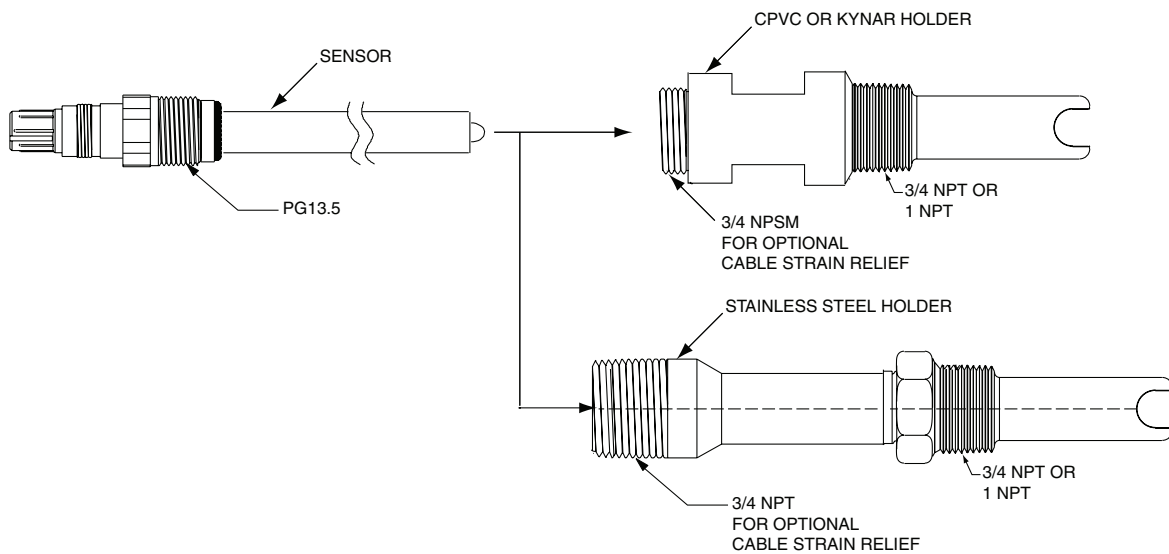 CPVC OR KYNAR HOLDER
SENSOR
PG13.5
3/4 NPT OR
1 NPT
3/4 NPSM
FOR OPTIONAL
CABLE STRAIN RELIEF
STAINLESS STEEL HOLDER
3/4 NPT OR
1 NPT
3/4 NPT
FOR OPTIONAL
CABLE STRAIN RELIEF